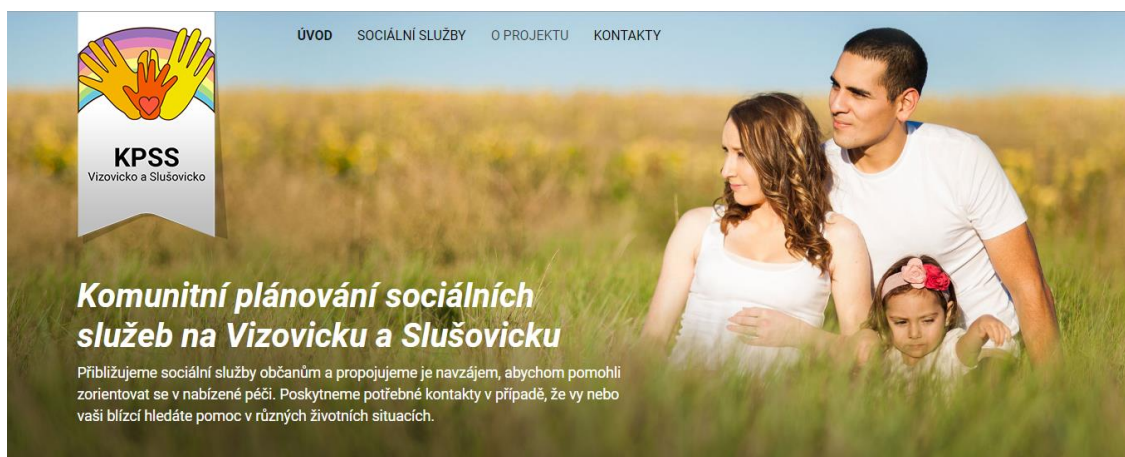 ÚVOD SOCIÁLNÍ SLUŽBY O PROJEKTU KONTAKTY
KPSS
Vizovicko a Slušovicko
Komunitní plánování sociálních
služeb na Vizovicku a Slušovicku
Přibližujeme sociální služby občanům a propojujeme je navzájem, abychom pomohli
zorientovat se v nabízené péči. Poskytneme potřebné kontakty v případě, že vy nebo
vaši blízcí hledáte pomoc v různých životních situacích.